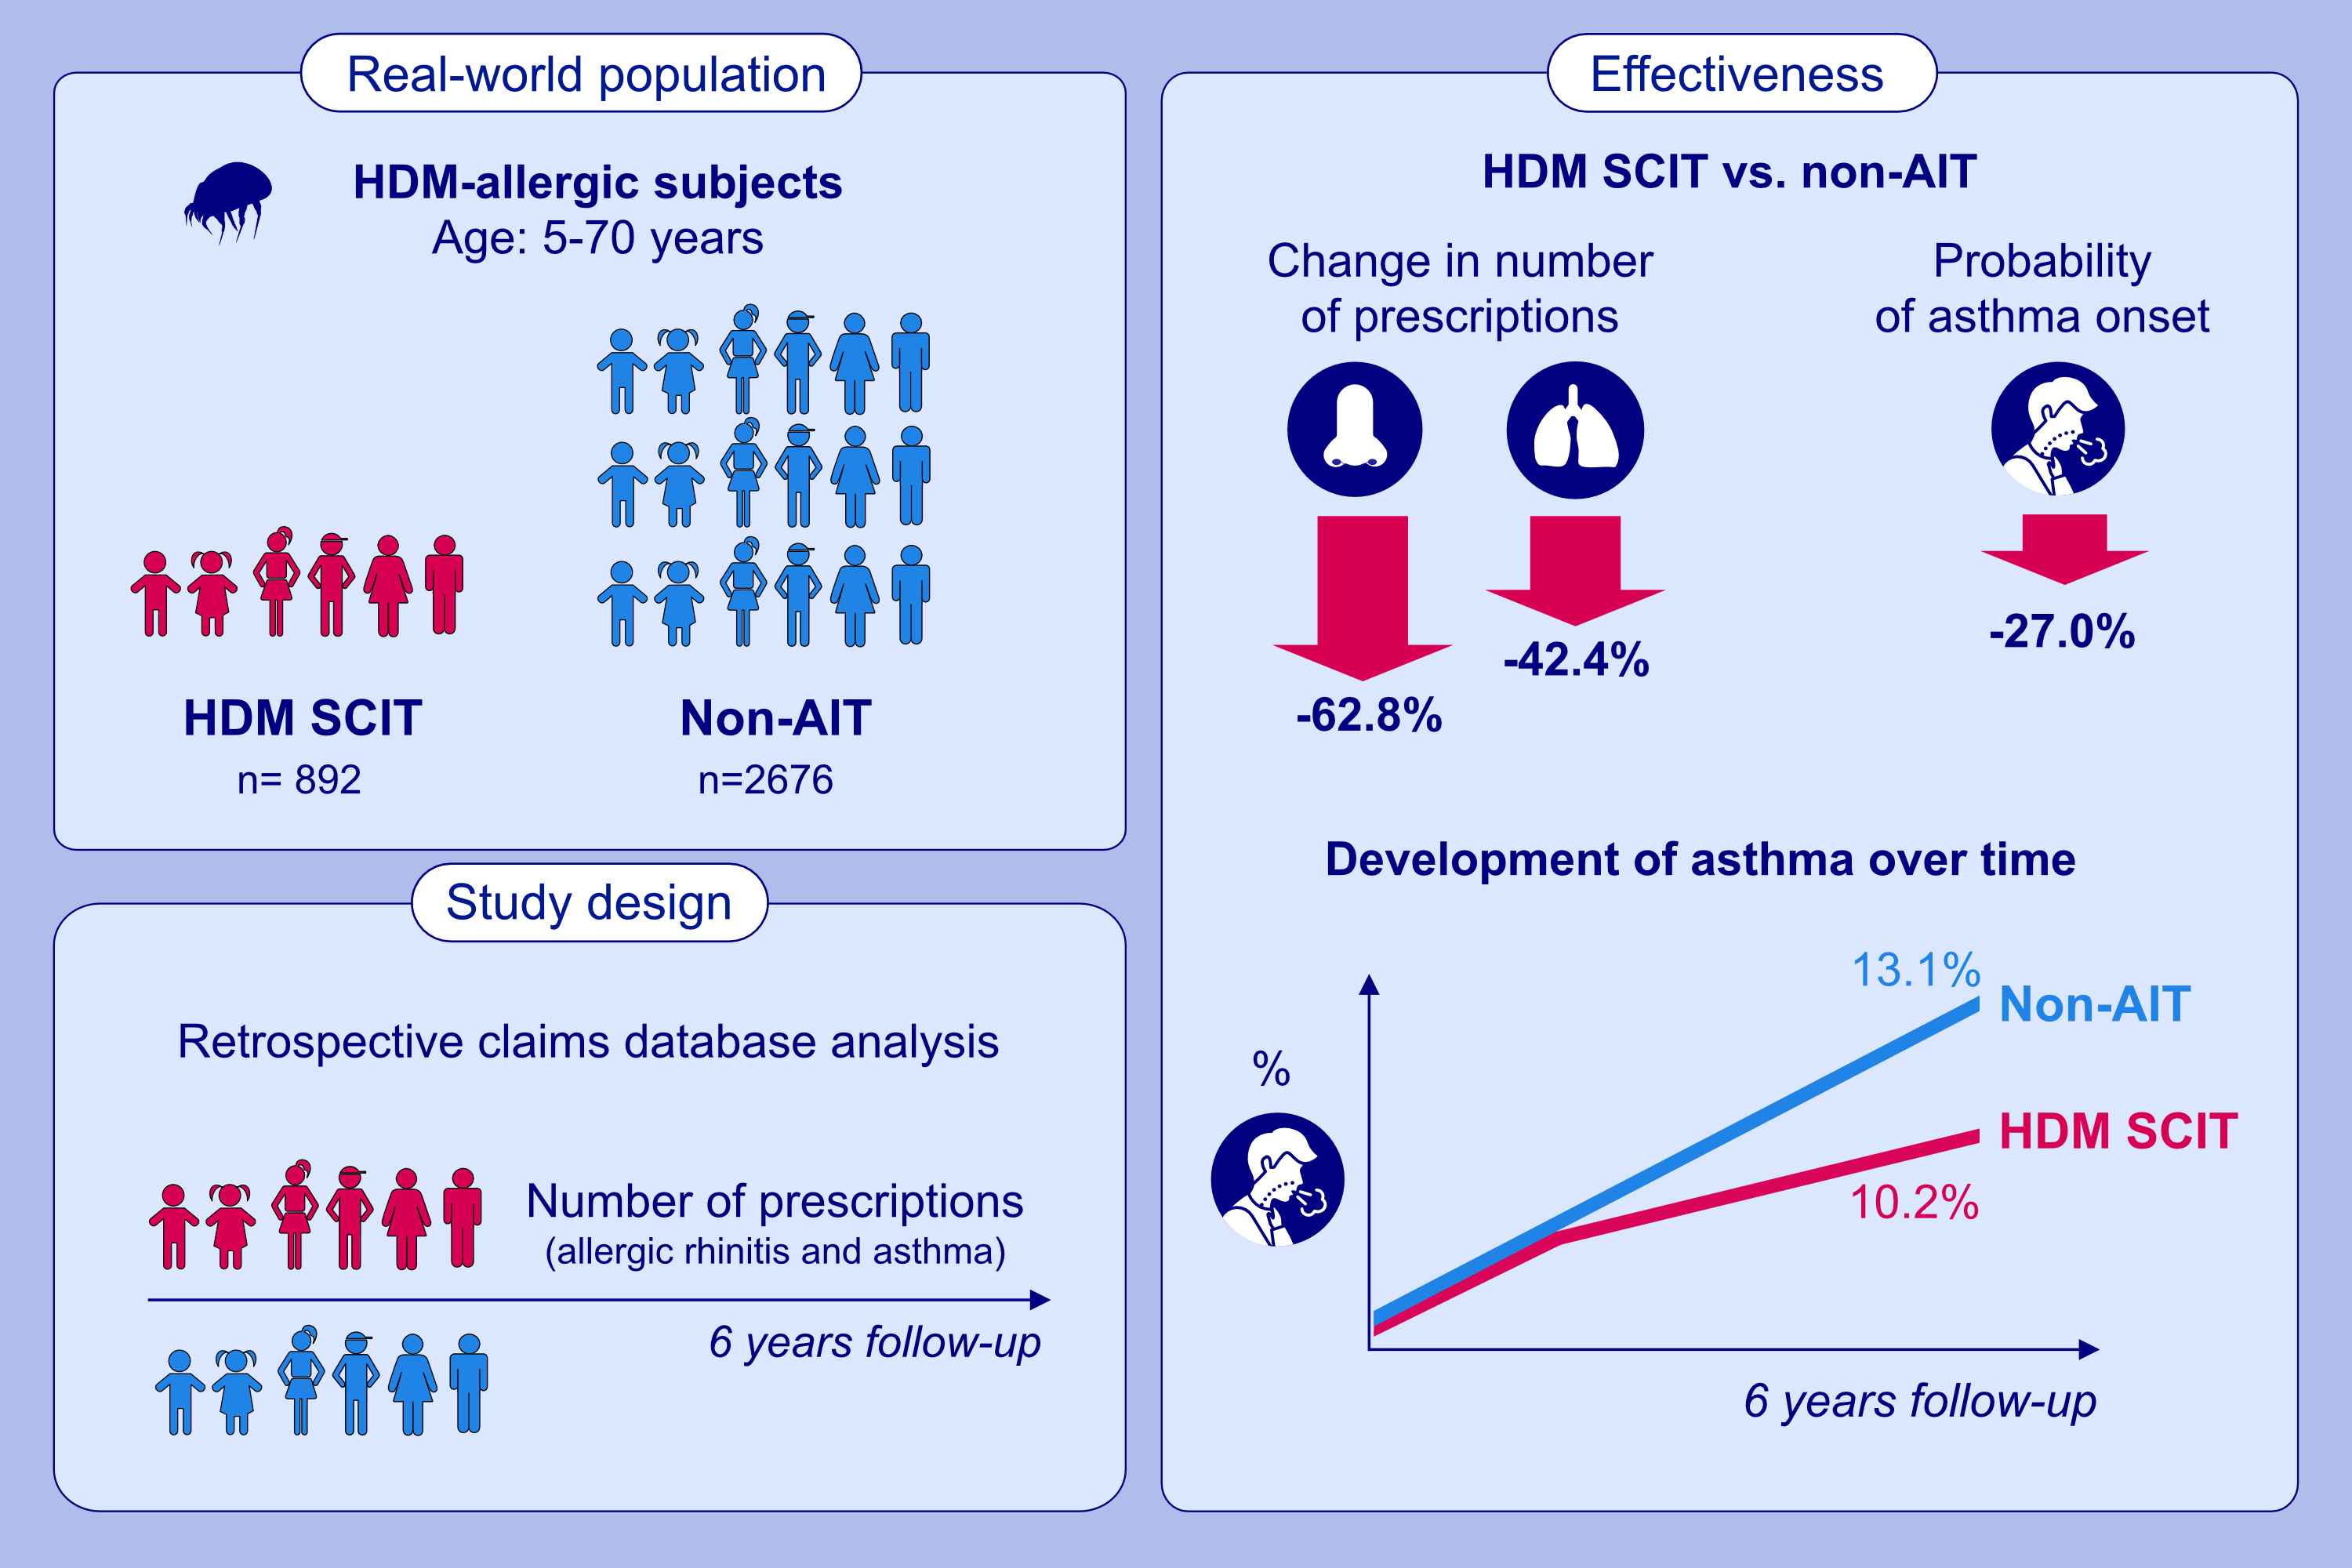 Real-world population
HDM-allergic subjects
Age: 5-70 years
HDM SCIT
n= 892
Non-AIT
n=2676
Study design
Retrospective claims database analysis
Number of prescriptions
(allergic rhinitis and asthma)
6 years follow-up
Effectiveness
HDM SCIT vs. non-AIT
Change in number
of prescriptions
-62.8%
-42.4%
Probability
of asthma onset
-27.0%
Development of asthma over time
%
13.1%
Non-AIT
HDM SCIT
10.2%
6 years follow-up